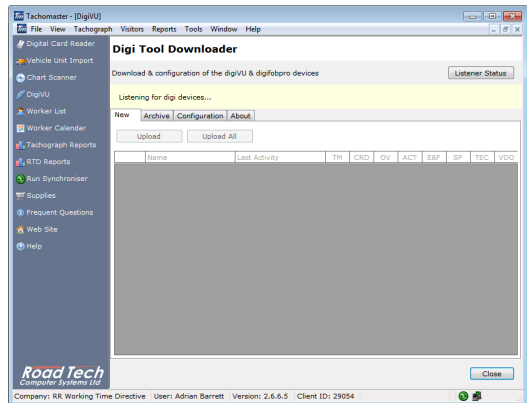 Tachomaster - [DigiVU]
File View Tachograph Visitors Reports Tools Window Help
Digital Card Reader
Vehicle Unit Import
Chart Scanner
DigiVU
Worker List
Worker Calendar
Tachograph Reports
RTD Reports
Run Synchroniser
Supplies
Frequent Questions
Web Site
Help
Road Tech
Computer Systems Ltd
Digi Tool Downloader
Download & configuration of the digiVU & digifobpro devices
Listener Status
Listening for digi devices...
New Archive Configuration About
Upload Upload All
Name Last Activity TM CRD OV ACT E&F SP TEC VDO
Close
Company: RR Working Time Directive User: Adrian Barrett Version: 2.6.6.5 Client ID: 29054